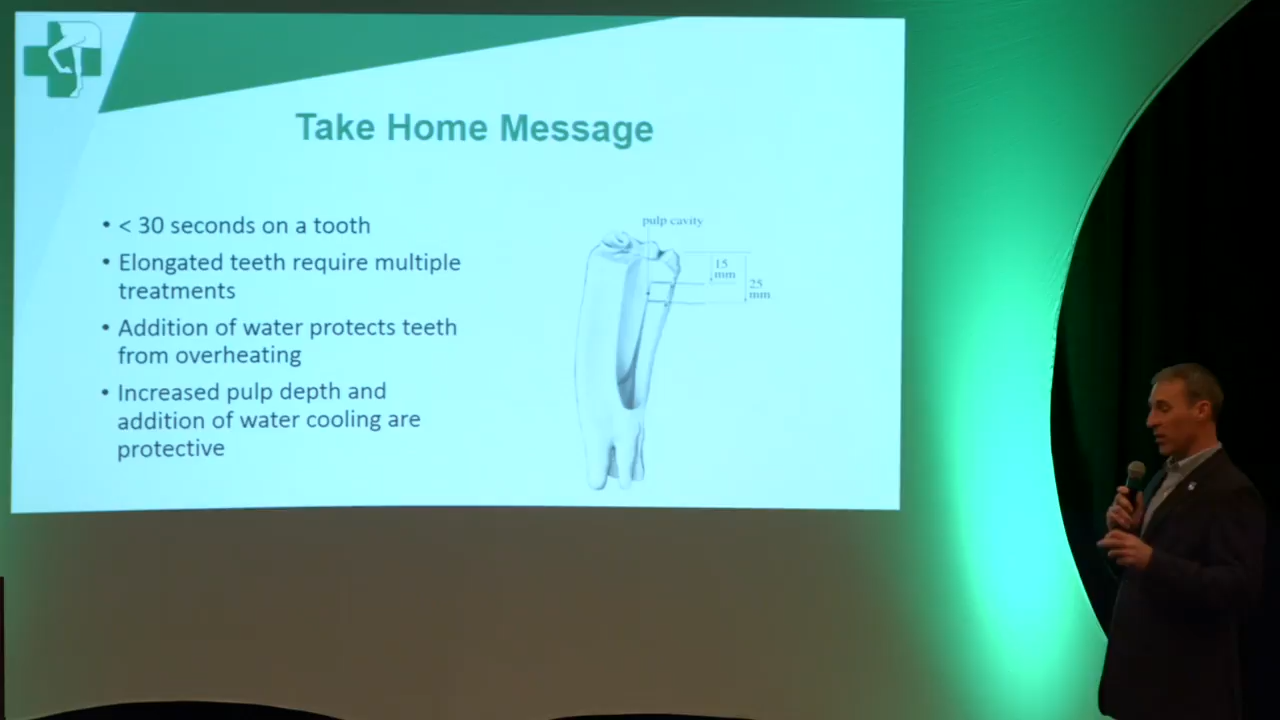 Take Home Message
• < 30 seconds on a tooth
• Elongated teeth require multiple
treatments
• Addition of water protects teeth
from overheating
• Increased pulp depth and
addition of water cooling are
protective
pulp cavity
15
mm
25
mm